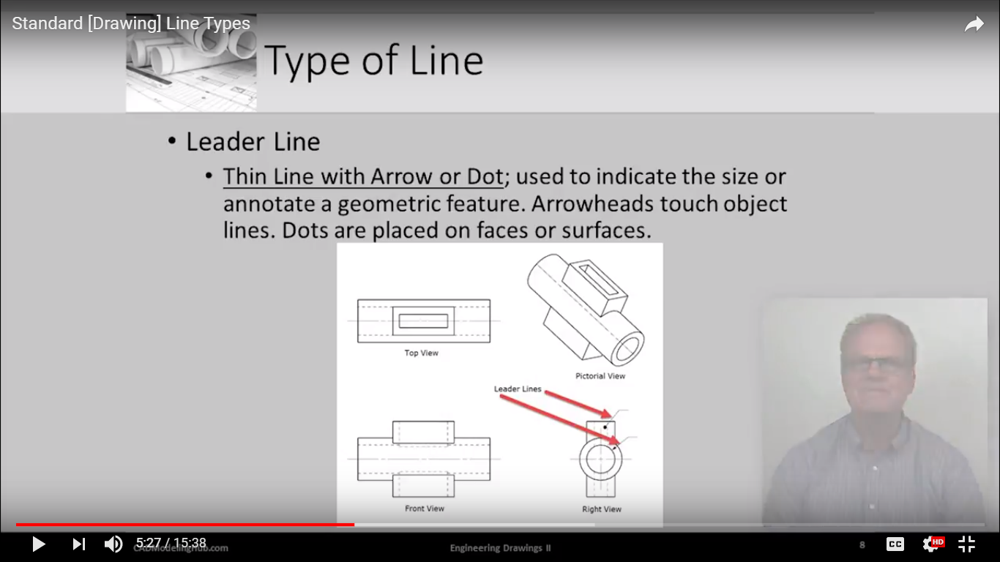 Standard [Drawing] Line Types
Type of Line
• Leader Line
• Thin Line with Arrow or Dot; used to indicate the size or
annotate a geometric feature. Arrowheads touch object
lines. Dots are placed on faces or surfaces.
Top View
Pictorial View
Leader Lines
Front View
Right View
5:27 / 15:38
CADModelingHub.com
Engineering Drawings II
8
CC
HD